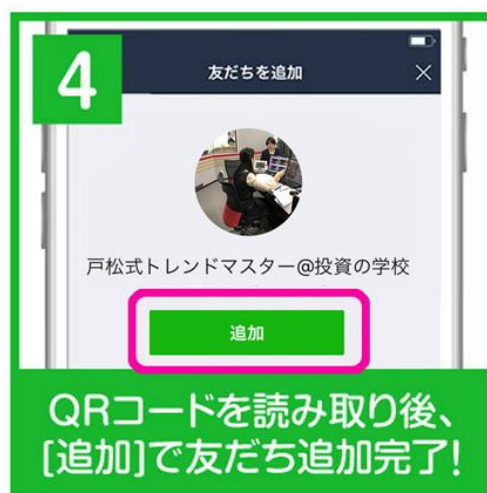 4
友だちを追加
戸松式トレンドマスター@投資の学校
追加
QRコードを読み取り後、
[追加]で友だち追加完了!